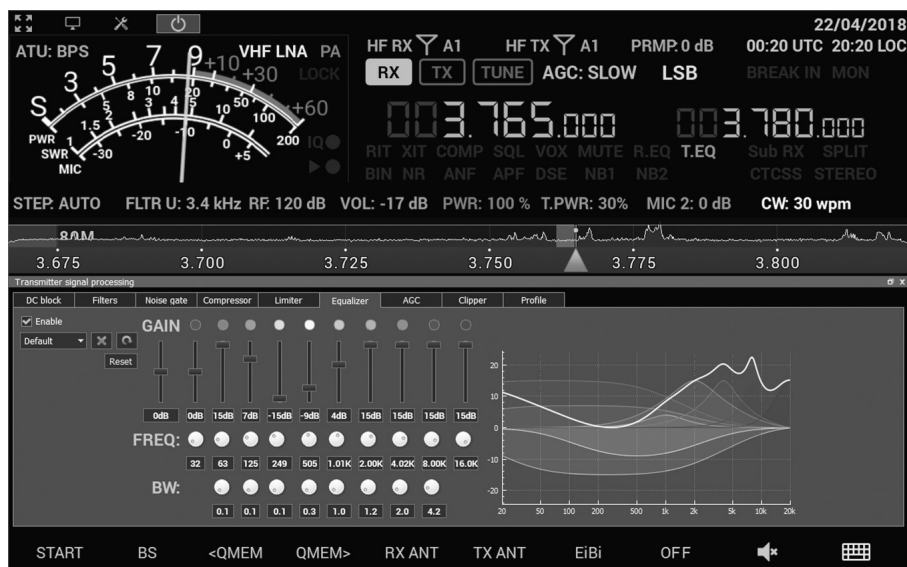 22/04/2018
ATU: BPS VHF LNA PA
HF RX A1 HF TX A1 PRMP: 0 dB 00:20 UTC 20:20 LOC
LOCK
RX TX TUNE AGC: SLOW LSB BREAK IN MON
S 3 5 7 9 +10 +30 +60
PWR 1 1.5 3 5 8 10 20 50 100 200
SWR 1 3 4 5 10
MIC -30 -20 -10 0 +5
IQ
003.765.000 003.780.000
RIT XIT COMP SQL VOX MUTE R.EQ T.EQ Sub RX SPLIT
BIN NR ANF APF DSE NB1 NB2 CTCSS STEREO
STEP: AUTO FLTR U: 3.4 kHz RF: 120 dB VOL: -17 dB PWR: 100 % T.PWR: 30% MIC 2: 0 dB CW: 30 wpm
80M
3.675 3.700 3.725 3.750 3.775 3.800
Transmitter signal processing
DC block Filters Noise gate Compressor Limiter Equalizer AGC Clipper Profile
Enable
Default
Reset
GAIN
0dB 0dB 15dB 7dB -15dB -9dB 4dB 15dB 15dB 15dB 15dB
FREQ:
32 63 125 249 505 1.01K 2.00K 4.02K 8.00K 16.0K
BW:
0.1 0.1 0.1 0.3 1.0 1.2 2.0 4.2
20
10
0
-10
-20
20 50 100 200 500 1k 2k 5k 10k 20k
START BS <QMEM QMEM> RX ANT TX ANT EiBi OFF